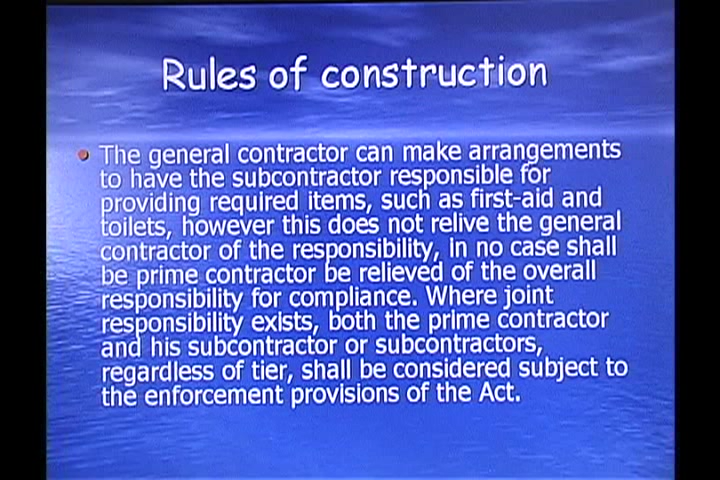 Rules of construction
The general contractor can make arrangements
to have the subcontractor responsible for
providing required items, such as first-aid and
toilets, however this does not relive the general
contractor of the responsibility, In no case shall
be prime contractor be relieved of the overall
responsibility for compliance. Where joint
responsibility exists, both the prime contractor
and his subcontractor or subcontractors,
regardless of tier, shall be considered subject to
the enforcement provisions of the Act.